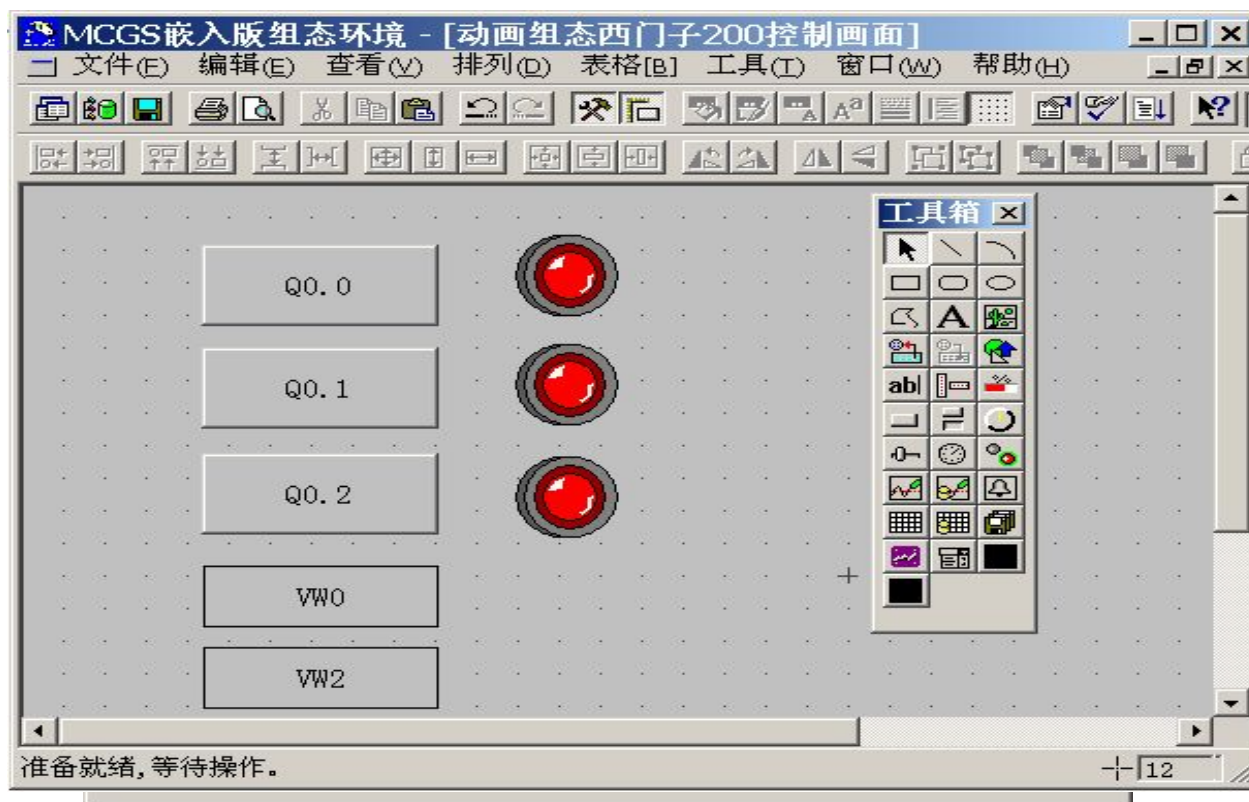 MCGS嵌入版组态环境 - [动画组态西门子200控制画面]
文件(F) 编辑(E) 查看(V) 排列(D) 表格[B] 工具(T) 窗口(W) 帮助(H)
工具箱
Q0.0
A
ab|
Q0.1
Q0.2
VW0
VW2
准备就绪,等待操作。
12